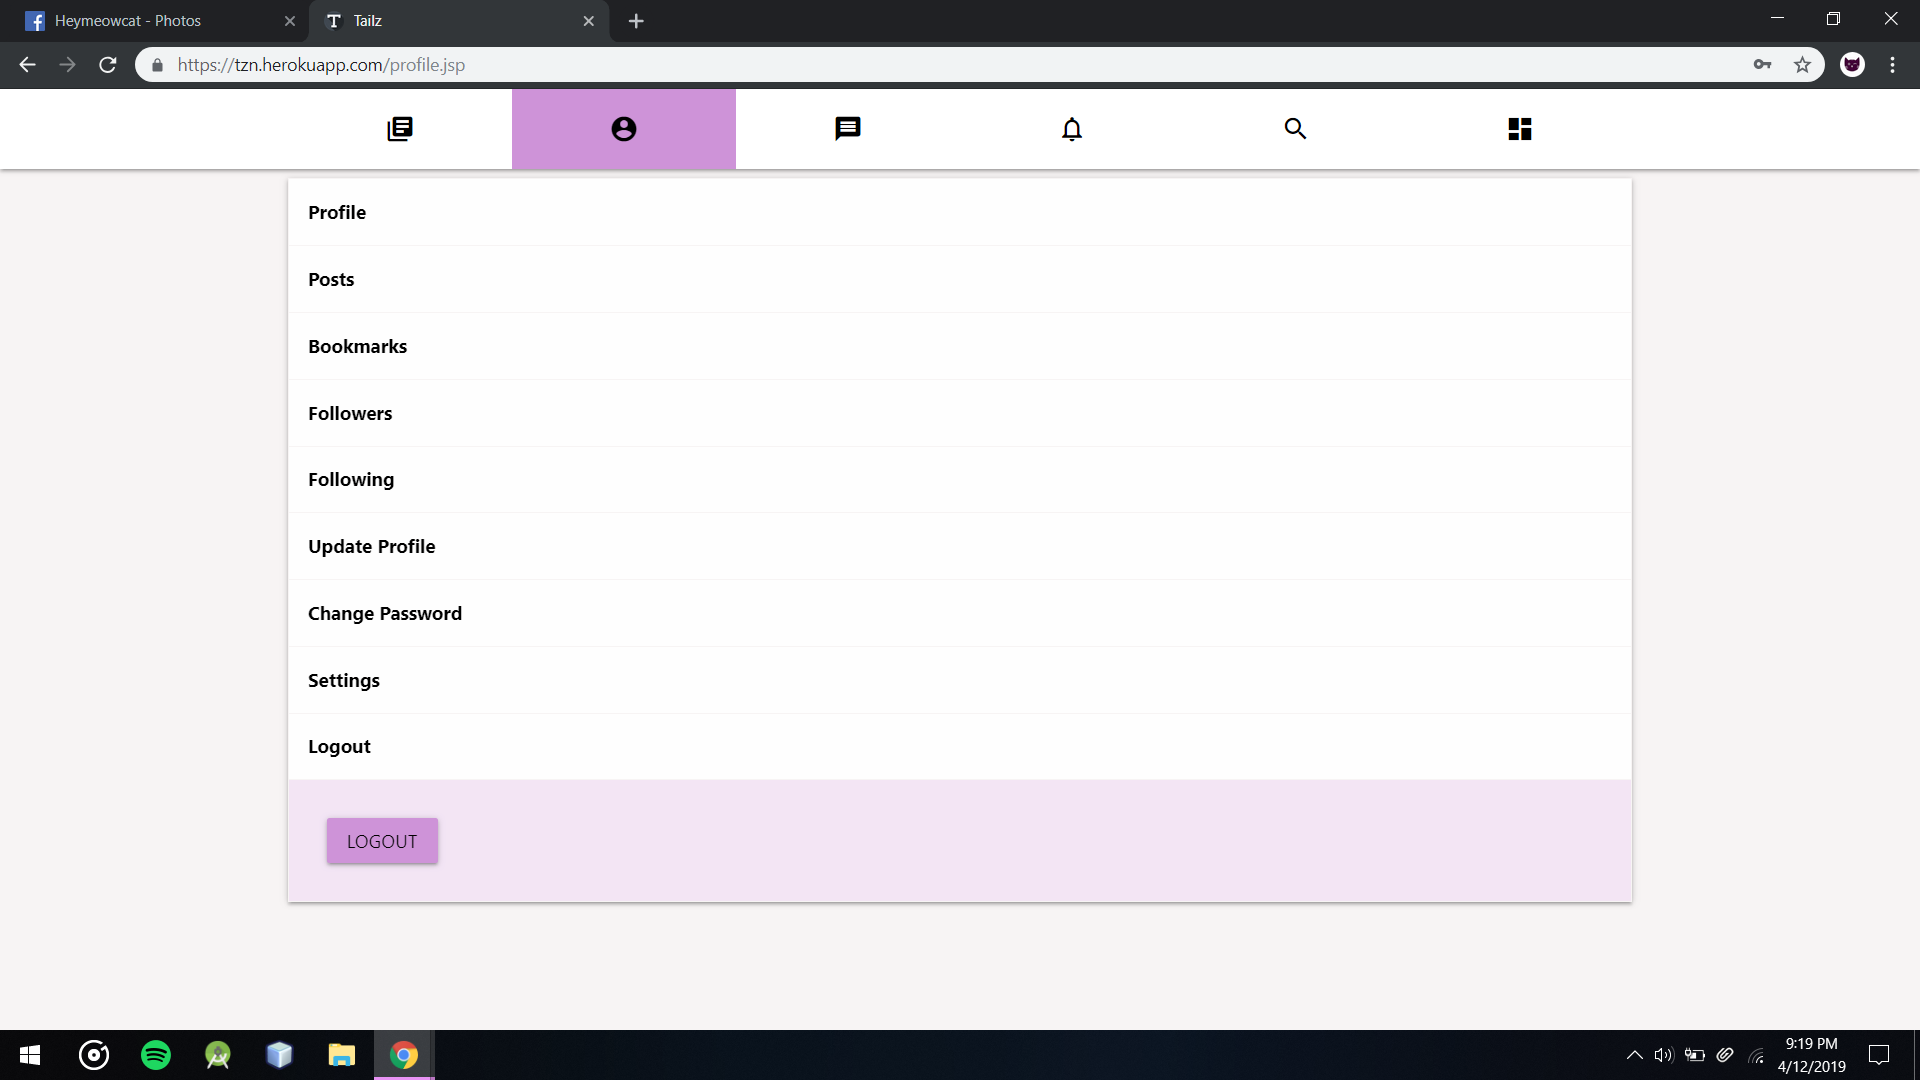 Heymeowcat - Photos
Tailz
https://tzn.herokuapp.com/profile.jsp
Profile
Posts
Bookmarks
Followers
Following
Update Profile
Change Password
Settings
Logout
LOGOUT
9:19 PM
4/12/2019